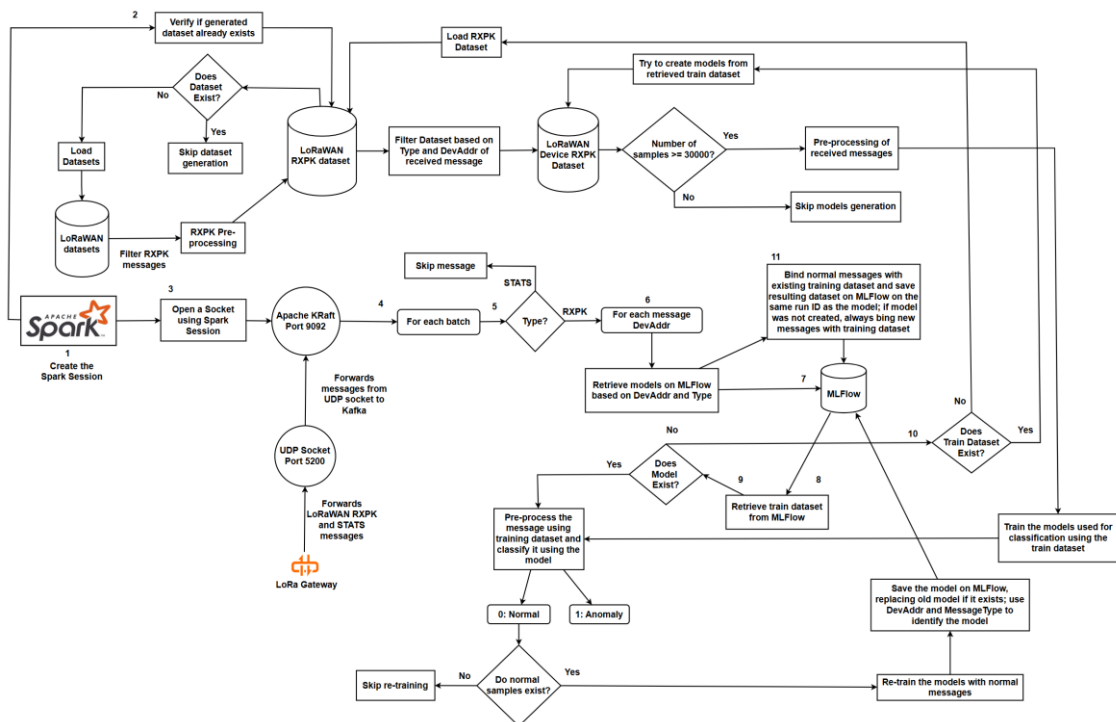 2
Verify if generated
dataset already exists
Does
Dataset
Exist?
No
Yes
Load
Datasets
Skip dataset
generation
LoRaWAN
datasets
Filter RXPK
messages
RXPK Pre-
processing
LoRaWAN
RXPK dataset
Load RXPK
Dataset
Filter Dataset based on
Type and DevAddr of
received message
Try to create models from
retrieved train dataset
LoRaWAN
Device RXPK
Dataset
Number of
samples >= 30000?
Yes
No
Pre-processing of
received messages
Skip models generation
APACHE
Spark
1
Create the
Spark Session
3
Open a Socket
using Spark
Session
Apache KRaft
Port 9092
4
For each batch
5
Type?
STATS
Skip message
RXPK
6
For each message
DevAddr
Retrieve models on MLFlow
based on DevAddr and Type
7
11
Bind normal messages with
existing training dataset and save
resulting dataset on MLFlow on the
same run ID as the model; if model
was not created, always bing new
messages with training dataset
MLFlow
Forwards
messages from
UDP socket to
Kafka
UDP Socket
Port 5200
Forwards
LoRaWAN RXPK
and STATS
messages
LoRa Gateway
8
Retrieve train dataset
from MLFlow
9
Does
Model
Exist?
Yes
No
10
Does
Train Dataset
Exist?
No
Yes
Pre-process the
message using
training dataset and
classify it using the
model
Train the models used for
classification using the
train dataset
0: Normal
1: Anomaly
Do normal
samples exist?
No
Skip re-training
Yes
Re-train the models with normal
messages
Save the model on MLFlow,
replacing old model if it exists; use
DevAddr and MessageType to
identify the model